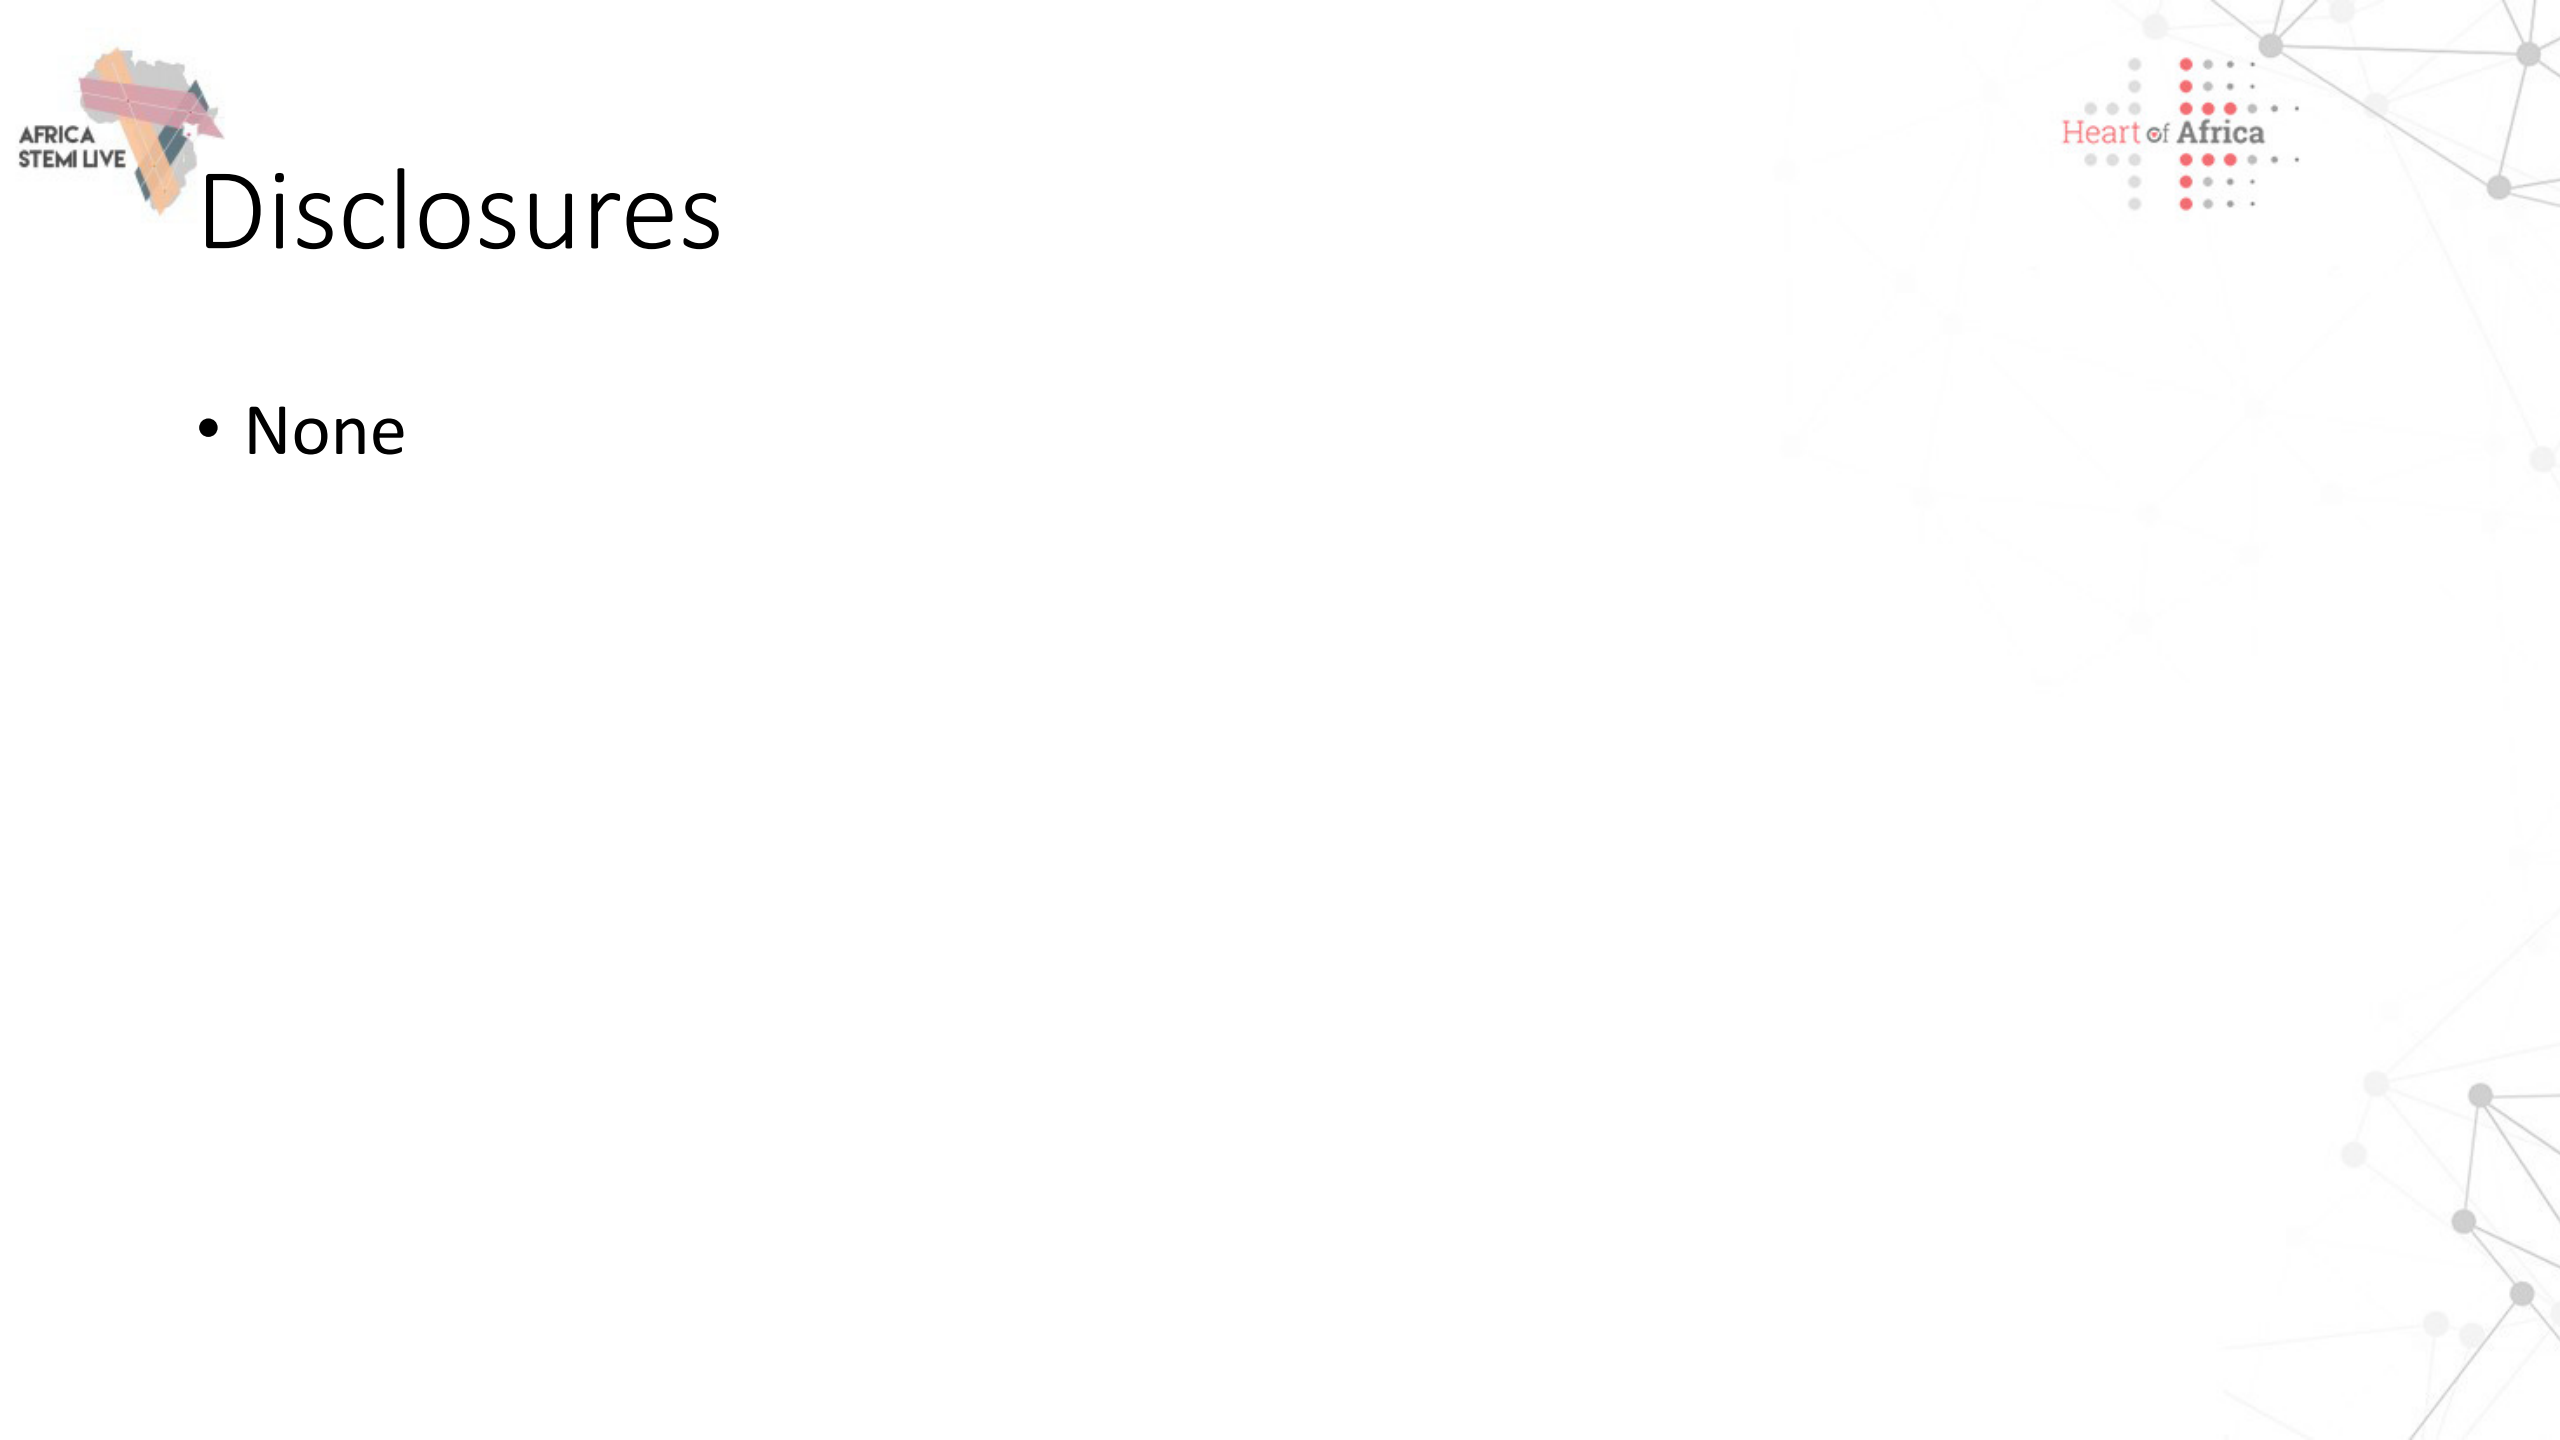 AFRICA
STEMI LIVE
Heart of Africa
Disclosures
• None